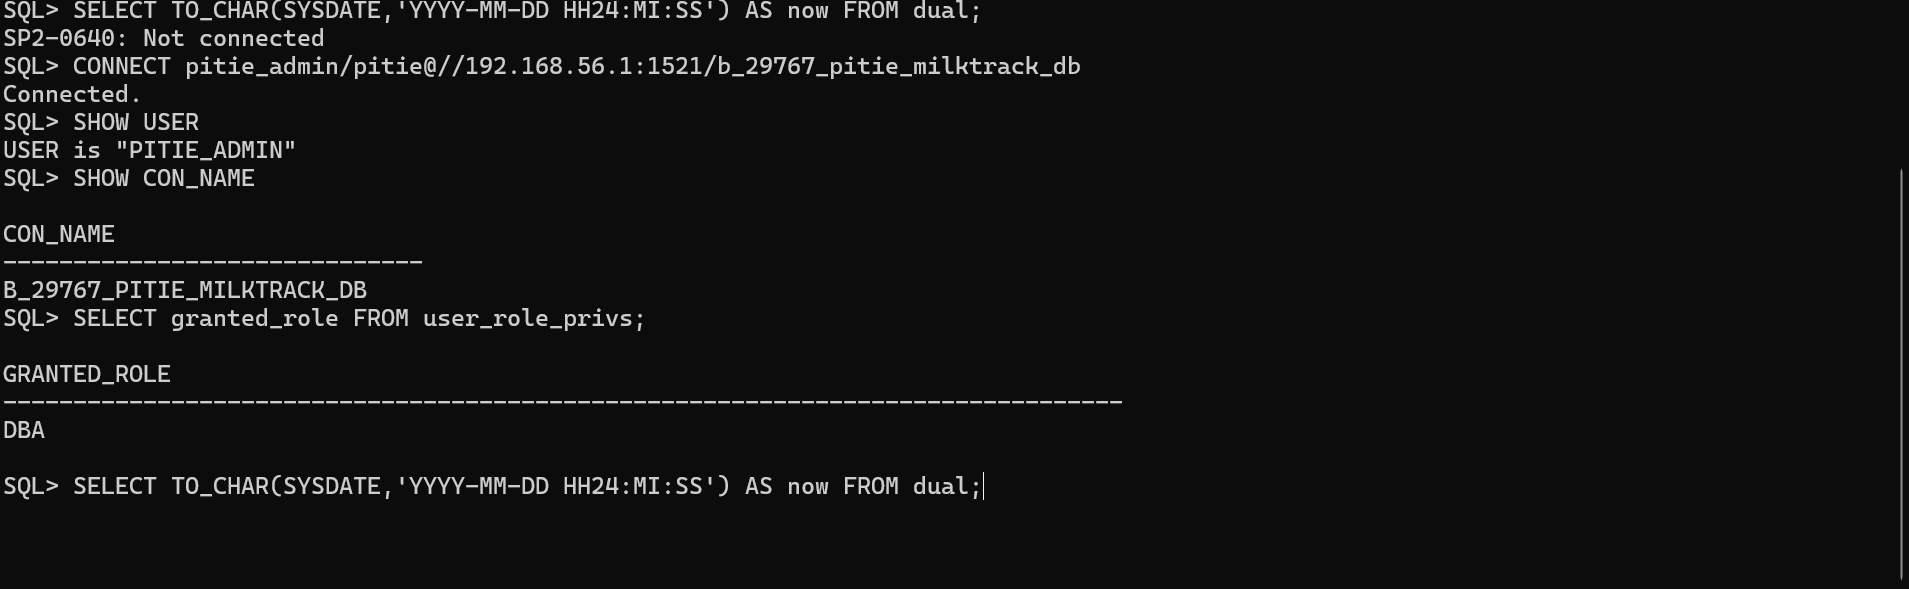 SQL> SELECT TO_CHAR(SYSDATE,'YYYY-MM-DD HH24:MI:SS') AS now FROM dual;
SP2-0640: Not connected
SQL> CONNECT pitie_admin/pitie@//192.168.56.1:1521/b_29767_pitie_milktrack_db
Connected.
SQL> SHOW USER
USER is "PITIE_ADMIN"
SQL> SHOW CON_NAME
CON_NAME
------------------------------
B_29767_PITIE_MILKTRACK_DB
SQL> SELECT granted_role FROM user_role_privs;
GRANTED_ROLE
--------------------------------------------------------------------------------
DBA
SQL> SELECT TO_CHAR(SYSDATE,'YYYY-MM-DD HH24:MI:SS') AS now FROM dual;